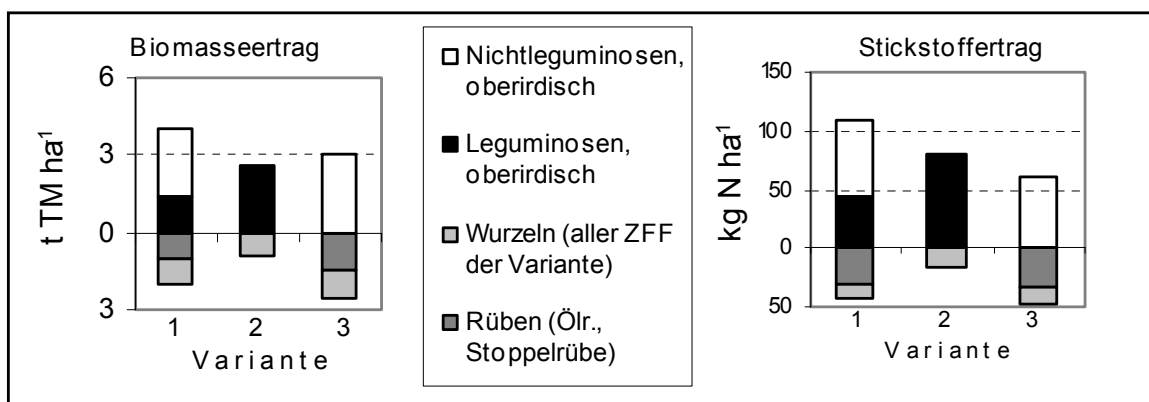 Biomasseertrag
6
3
0
3
t TM ha-1
1 2 3
Variante
Nichtleguminosen,
oberirdisch
Leguminosen,
oberirdisch
Wurzeln (aller ZFF
der Variante)
Rüben (Ölr.,
Stoppelrübe)
Stickstoffertrag
150
100
50
0
50
kg N ha-1
1 2 3
Variante